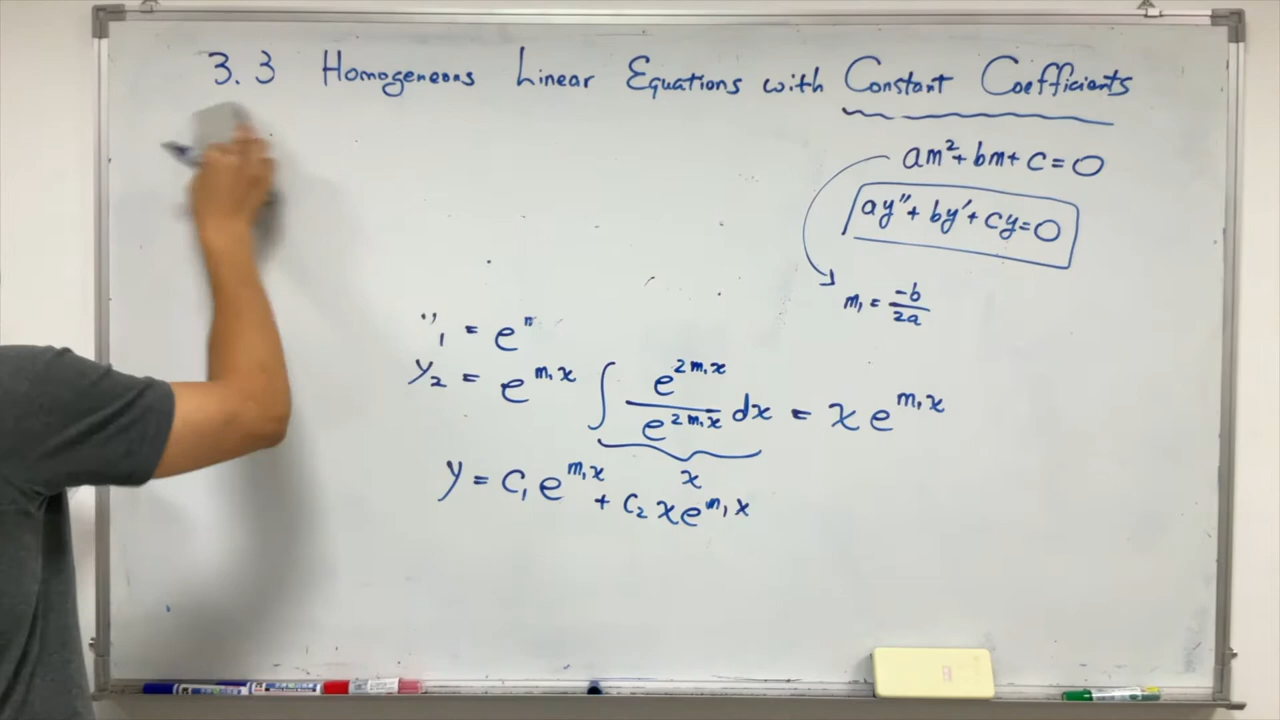 3.3 Homogeneous Linear Equations with Constant Coefficients
am²+bm+c=0
ay''+by'+cy=0
m₁ = -b/2a
₁ = e
y₂ = e^{m₁x} ∫ e^{2m₁x}/e^{2m₁x} dx = xe^{m₁x}
x
y = c₁e^{m₁x} + c₂xe^{m₁x}